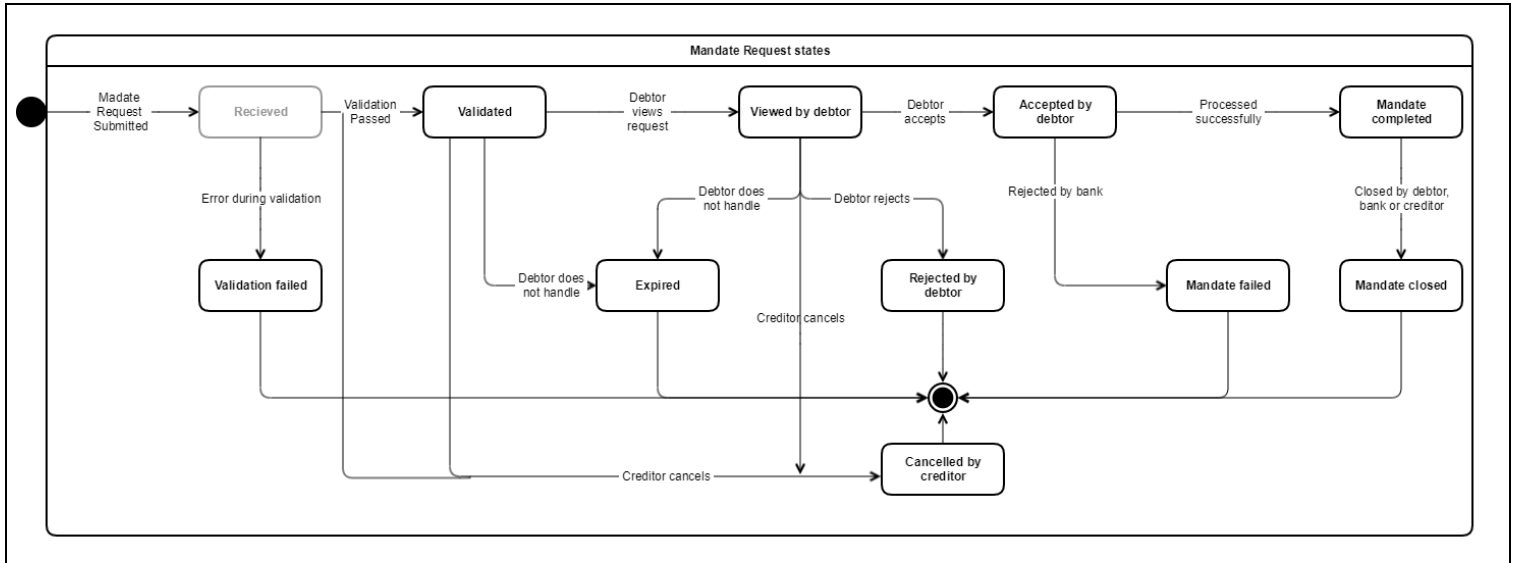 Mandate Request states
Madate
Request
Submitted
Recieved
Validation
Passed
Validated
Debtor
views
request
Viewed by debtor
Debtor
accepts
Accepted by
debtor
Processed
successfully
Mandate
completed
Error during validation
Debtor does
not handle
Debtor rejects
Rejected by bank
Closed by debtor,
bank or creditor
Validation failed
Debtor does
not handle
Expired
Rejected by
debtor
Mandate failed
Mandate closed
Creditor cancels
Creditor cancels
Cancelled by
creditor